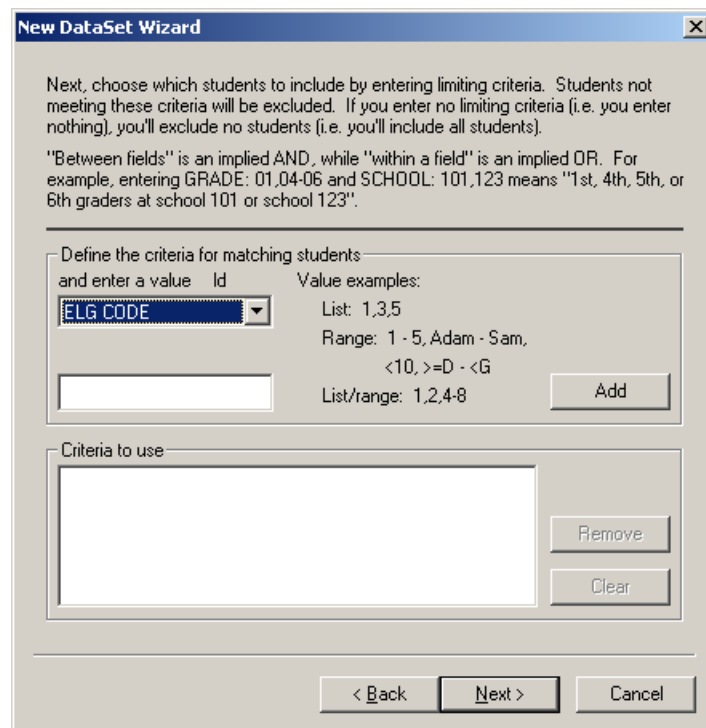 New DataSet Wizard
Next, choose which students to include by entering limiting criteria. Students not
meeting these criteria will be excluded. If you enter no limiting criteria (i.e. you enter
nothing), you'll exclude no students (i.e. you'll include all students).
"Between fields" is an implied AND, while "within a field" is an implied OR. For
example, entering GRADE: 01,04-06 and SCHOOL: 101,123 means "1st, 4th, 5th, or
6th graders at school 101 or school 123".
Define the criteria for matching students
and enter a value Id Value examples:
ELG CODE
List: 1,3,5
Range: 1 - 5, Adam - Sam,
<10, >=D - <G
List/range: 1,2,4-8
Add
Criteria to use
Remove
Clear
< Back Next > Cancel